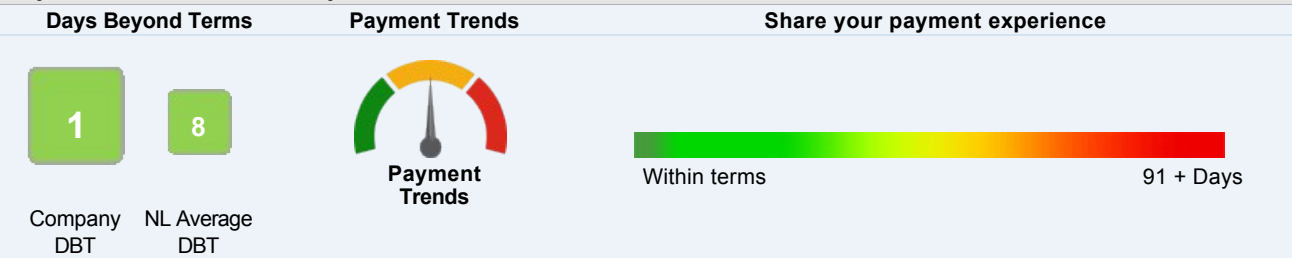 Days Beyond Terms
Payment Trends
Share your payment experience
1
8
Payment
Trends
Within terms
91 + Days
Company
DBT
NL Average
DBT